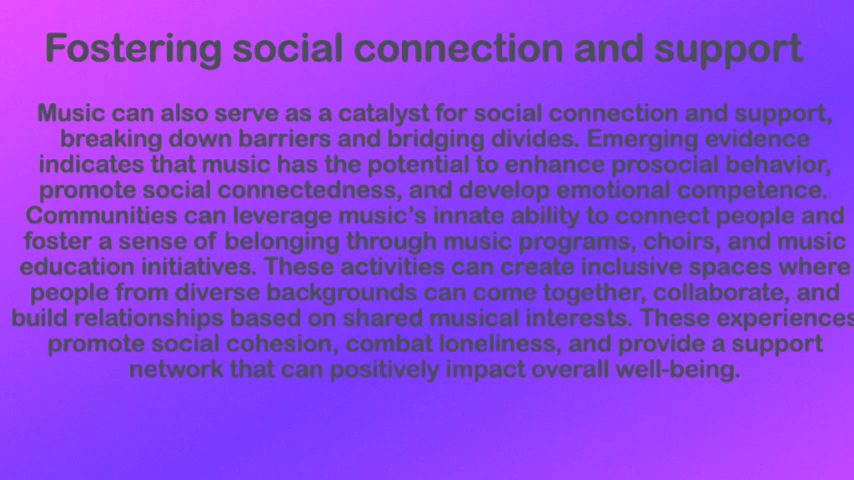 Fostering social connection and support
Music can also serve as a catalyst for social connection and support,
breaking down barriers and bridging divides. Emerging evidence
indicates that music has the potential to enhance prosocial behavior,
promote social connectedness, and develop emotional competence..
Communities can leverage music’s innate ability to connect people and
foster a sense of belonging through music programs, choirs, and music
education initiatives. These activities can create inclusive spaces where
people from diverse backgrounds can come together, collaborate, and
build relationships based on shared musical interests. These experiences
promote social cohesion, combat loneliness, and provide a support
network that can positively impact overall well-being.